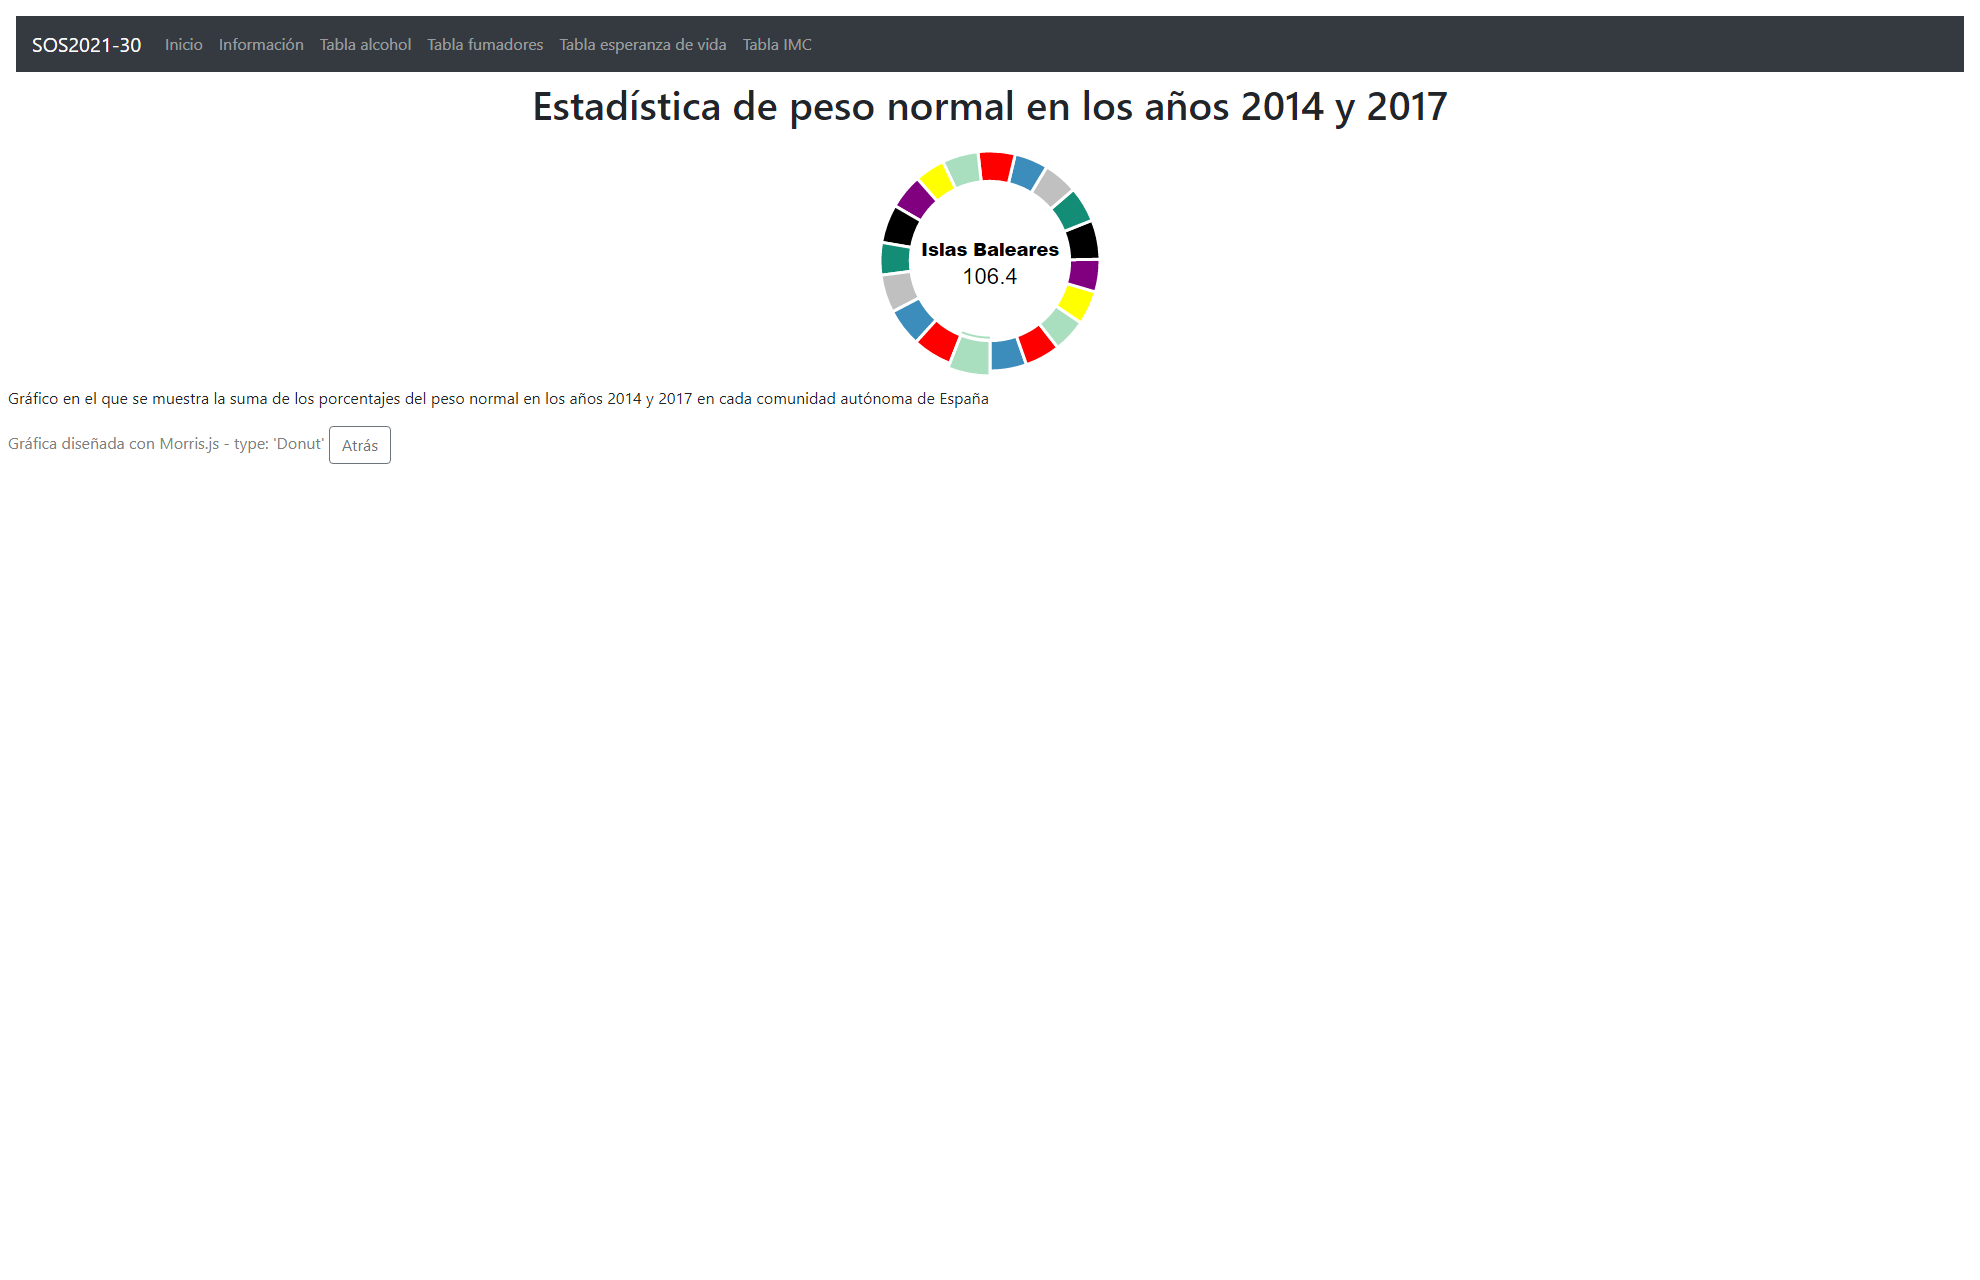 SOS2021-30 Inicio Información Tabla alcohol Tabla fumadores Tabla esperanza de vida Tabla IMC
Estadística de peso normal en los años 2014 y 2017
Islas Baleares
106.4
Gráfico en el que se muestra la suma de los porcentajes del peso normal en los años 2014 y 2017 en cada comunidad autónoma de España
Gráfica diseñada con Morris.js - type: 'Donut' Atrás